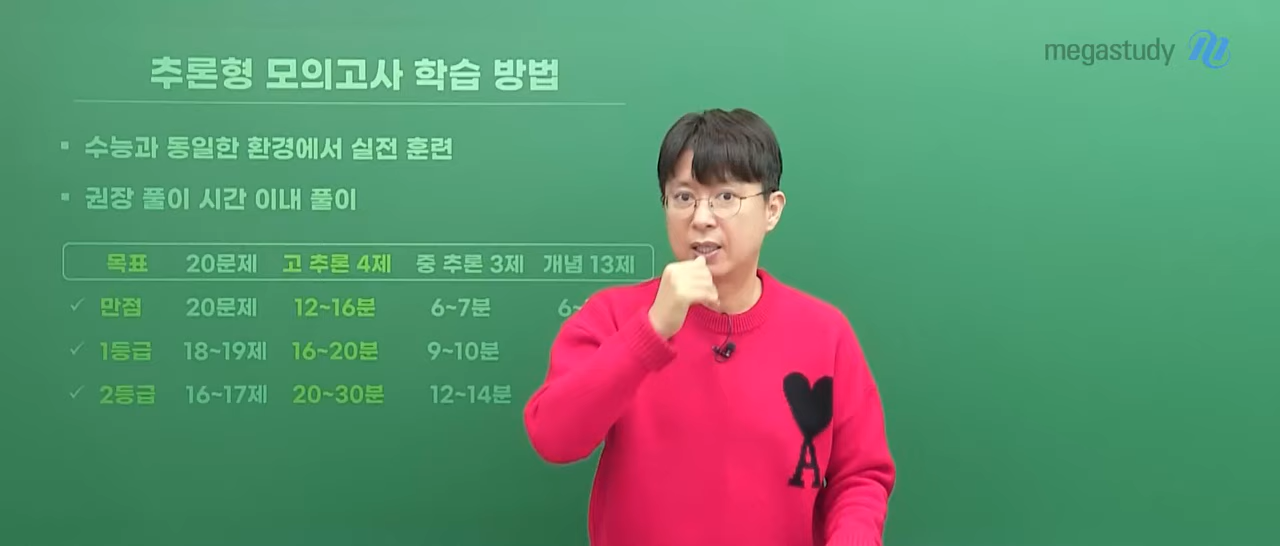 megastudy
추론형 모의고사 학습 방법
수능과 동일한 환경에서 실전 훈련
권장 풀이 시간 이내 풀이
목표 20문제 고 추론 4제 중 추론 3제 개념 13제
만점 20문제 12~16분 6~7분
1등급 18~19제 16~20분 9~10분
2등급 16~17제 20~30분 12~14분
A